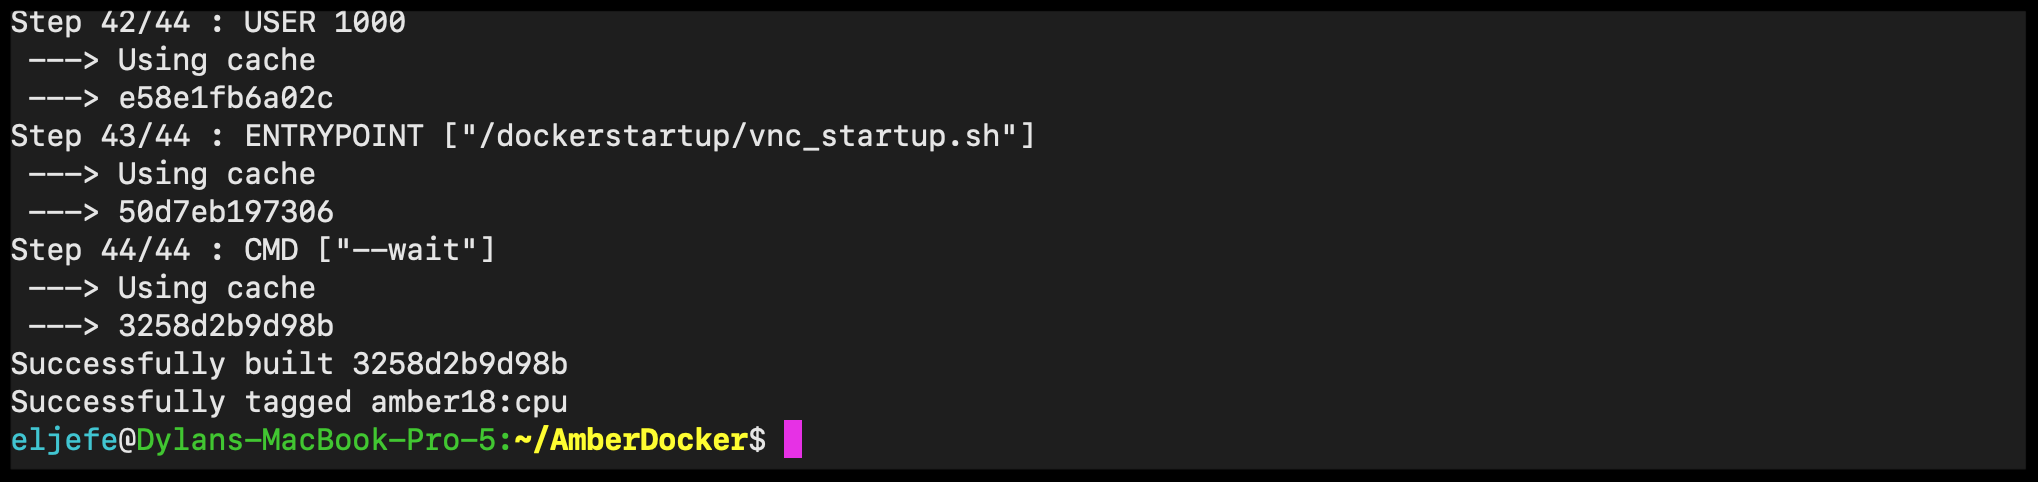 Step 42/44 : USER 1000
 ---> Using cache
 ---> e58e1fb6a02c
Step 43/44 : ENTRYPOINT ["/dockerstartup/vnc_startup.sh"]
 ---> Using cache
 ---> 50d7eb197306
Step 44/44 : CMD ["--wait"]
 ---> Using cache
 ---> 3258d2b9d98b
Successfully built 3258d2b9d98b
Successfully tagged amber18:cpu
eljefe@Dylans-MacBook-Pro-5:~/AmberDocker$